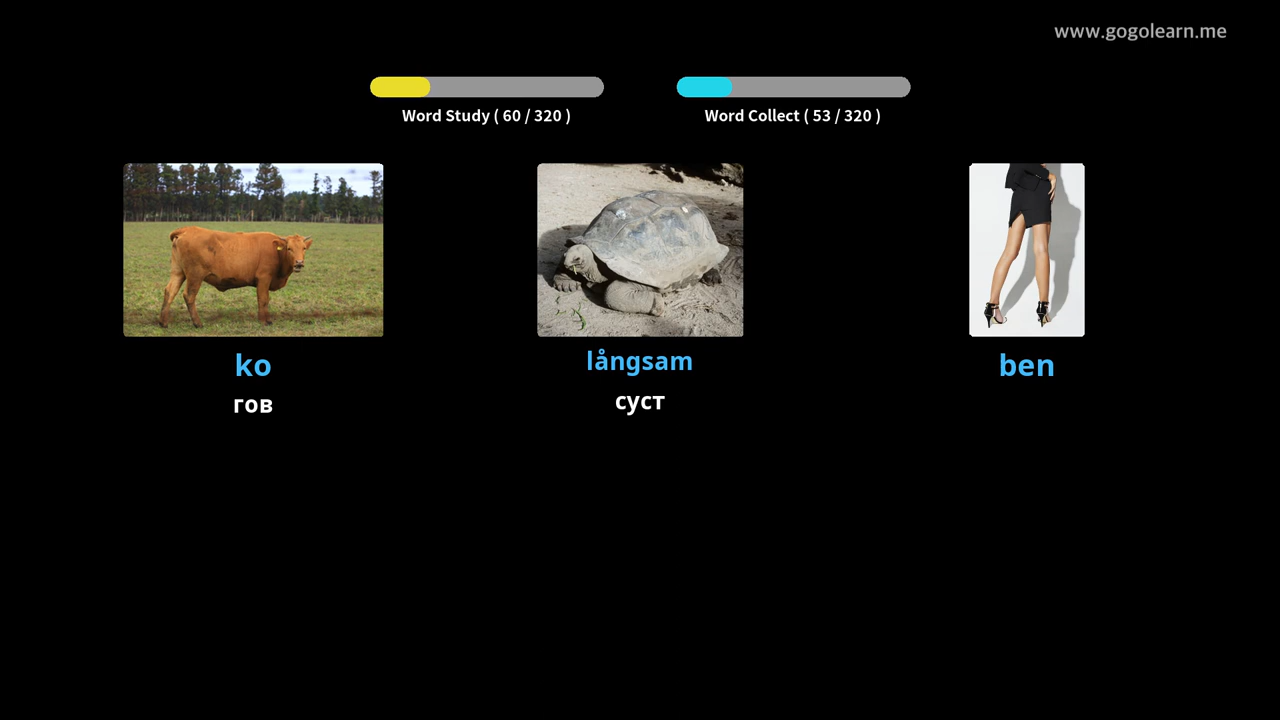 www.gogolearn.me
Word Study ( 60 / 320 )
Word Collect ( 53 / 320 )
ko
långsam
ben
гов
суст